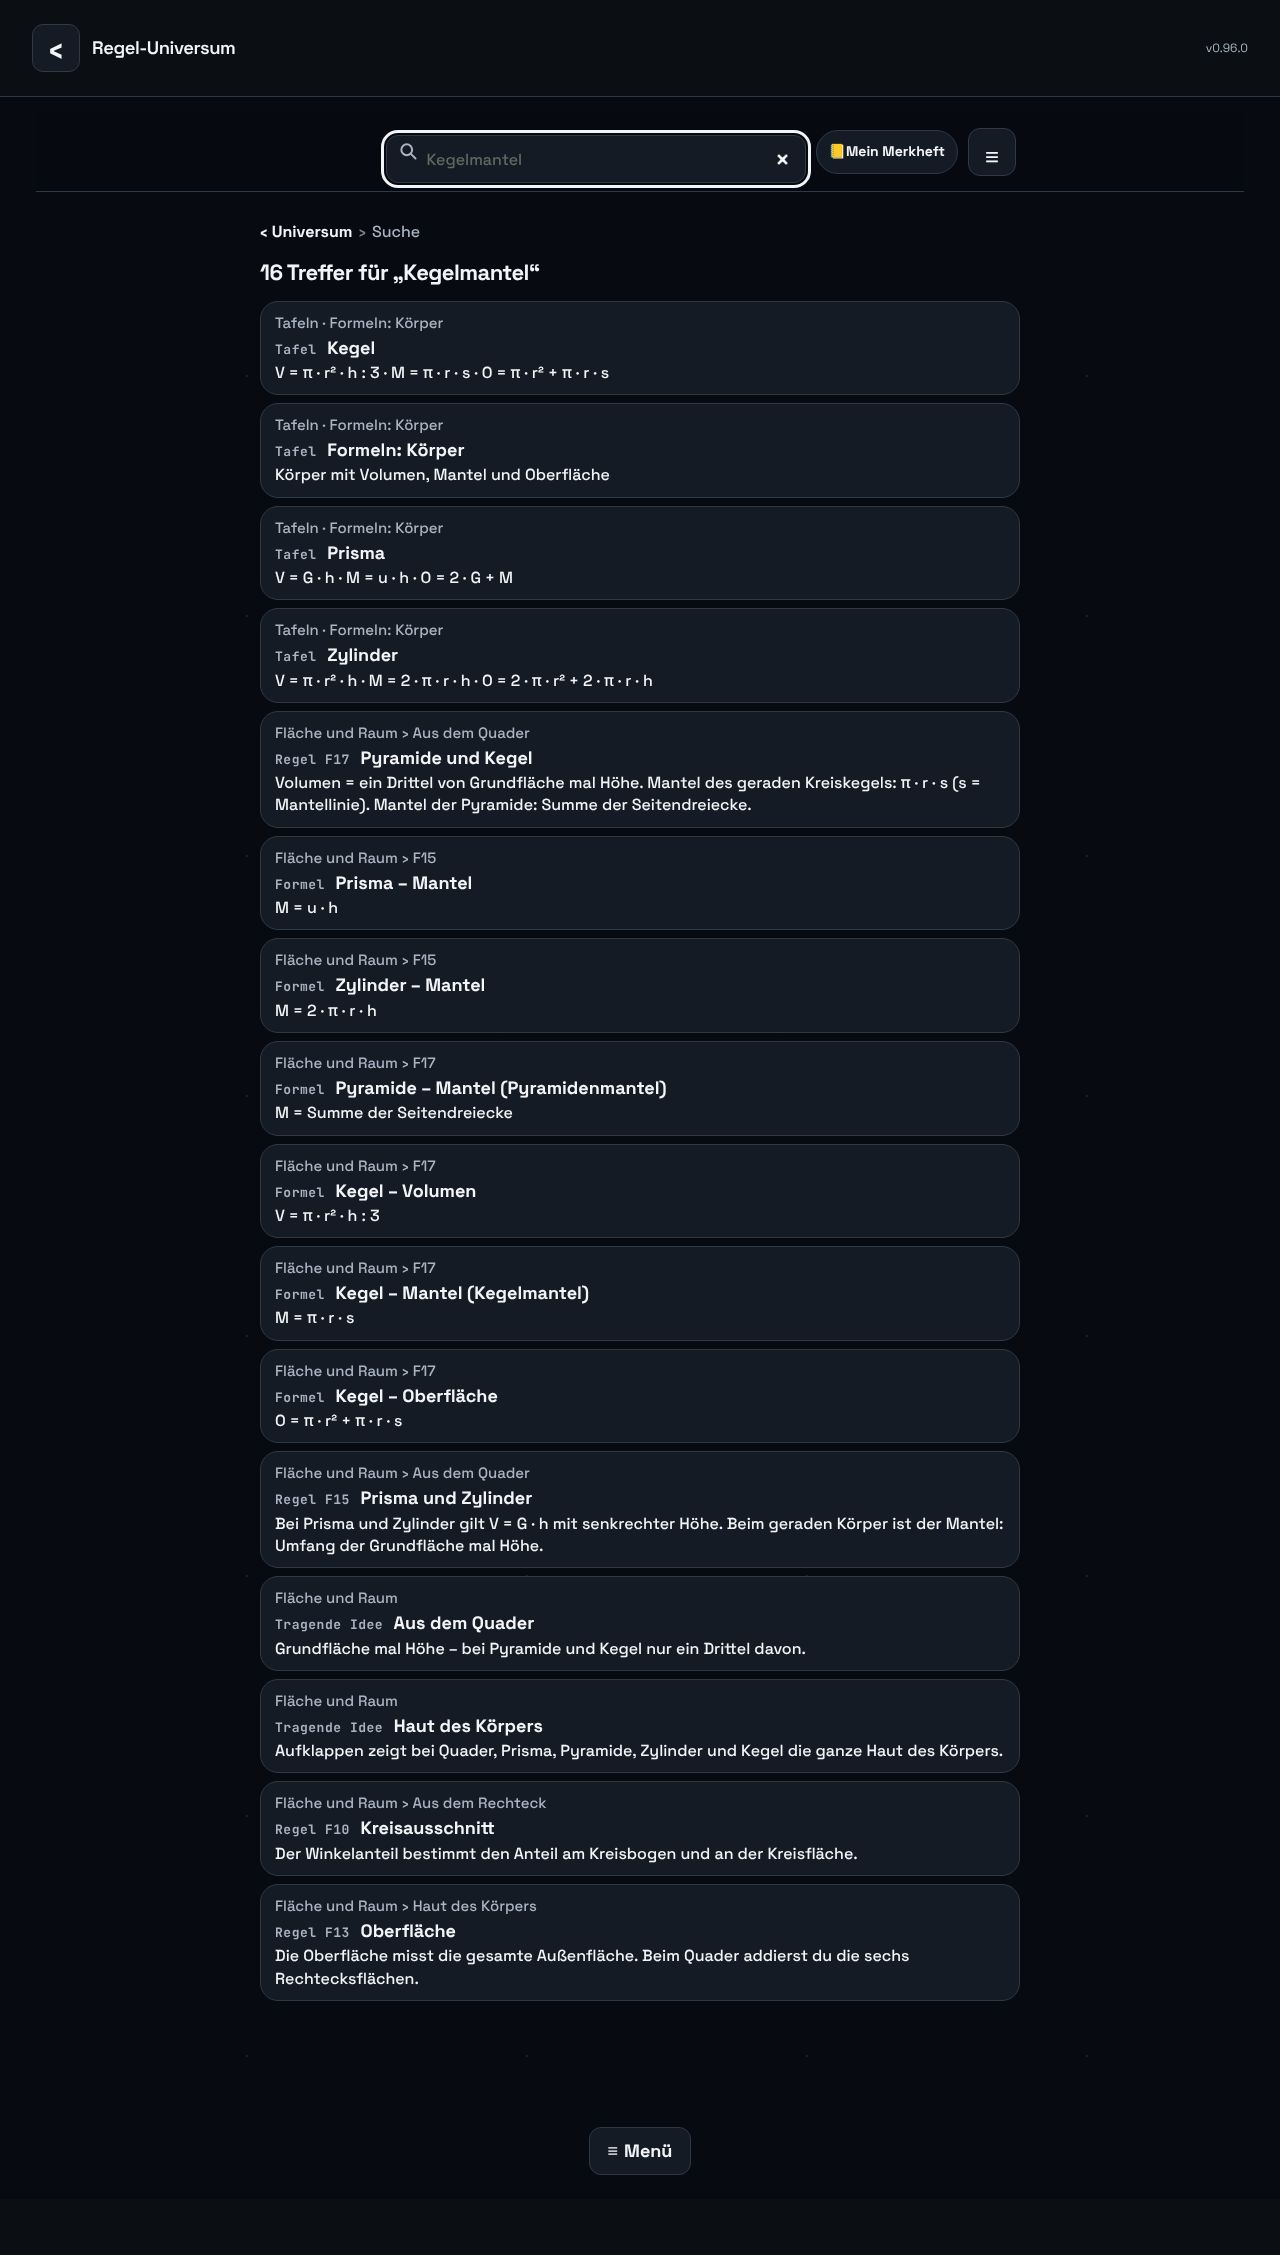 < Regel-Universum
v0.96.0
Kegelmantel ×
📒Mein Merkheft
≡
< Universum > Suche
16 Treffer für „Kegelmantel“
Tafeln · Formeln: Körper
Tafel Kegel
V = π · r² · h : 3 · M = π · r · s · O = π · r² + π · r · s
Tafeln · Formeln: Körper
Tafel Formeln: Körper
Körper mit Volumen, Mantel und Oberfläche
Tafeln · Formeln: Körper
Tafel Prisma
V = G · h · M = u · h · O = 2 · G + M
Tafeln · Formeln: Körper
Tafel Zylinder
V = π · r² · h · M = 2 · π · r · h · O = 2 · π · r² + 2 · π · r · h
Fläche und Raum > Aus dem Quader
Regel F17 Pyramide und Kegel
Volumen = ein Drittel von Grundfläche mal Höhe. Mantel des geraden Kreiskegels: π · r · s (s =
Mantellinie). Mantel der Pyramide: Summe der Seitendreiecke.
Fläche und Raum > F15
Formel Prisma – Mantel
M = u · h
Fläche und Raum > F15
Formel Zylinder – Mantel
M = 2 · π · r · h
Fläche und Raum > F17
Formel Pyramide – Mantel (Pyramidenmantel)
M = Summe der Seitendreiecke
Fläche und Raum > F17
Formel Kegel – Volumen
V = π · r² · h : 3
Fläche und Raum > F17
Formel Kegel – Mantel (Kegelmantel)
M = π · r · s
Fläche und Raum > F17
Formel Kegel – Oberfläche
O = π · r² + π · r · s
Fläche und Raum > Aus dem Quader
Regel F15 Prisma und Zylinder
Bei Prisma und Zylinder gilt V = G · h mit senkrechter Höhe. Beim geraden Körper ist der Mantel:
Umfang der Grundfläche mal Höhe.
Fläche und Raum
Tragende Idee Aus dem Quader
Grundfläche mal Höhe – bei Pyramide und Kegel nur ein Drittel davon.
Fläche und Raum
Tragende Idee Haut des Körpers
Aufklappen zeigt bei Quader, Prisma, Pyramide, Zylinder und Kegel die ganze Haut des Körpers.
Fläche und Raum > Aus dem Rechteck
Regel F10 Kreisausschnitt
Der Winkelanteil bestimmt den Anteil am Kreisbogen und an der Kreisfläche.
Fläche und Raum > Haut des Körpers
Regel F13 Oberfläche
Die Oberfläche misst die gesamte Außenfläche. Beim Quader addierst du die sechs
Rechtecksflächen.
≡ Menü